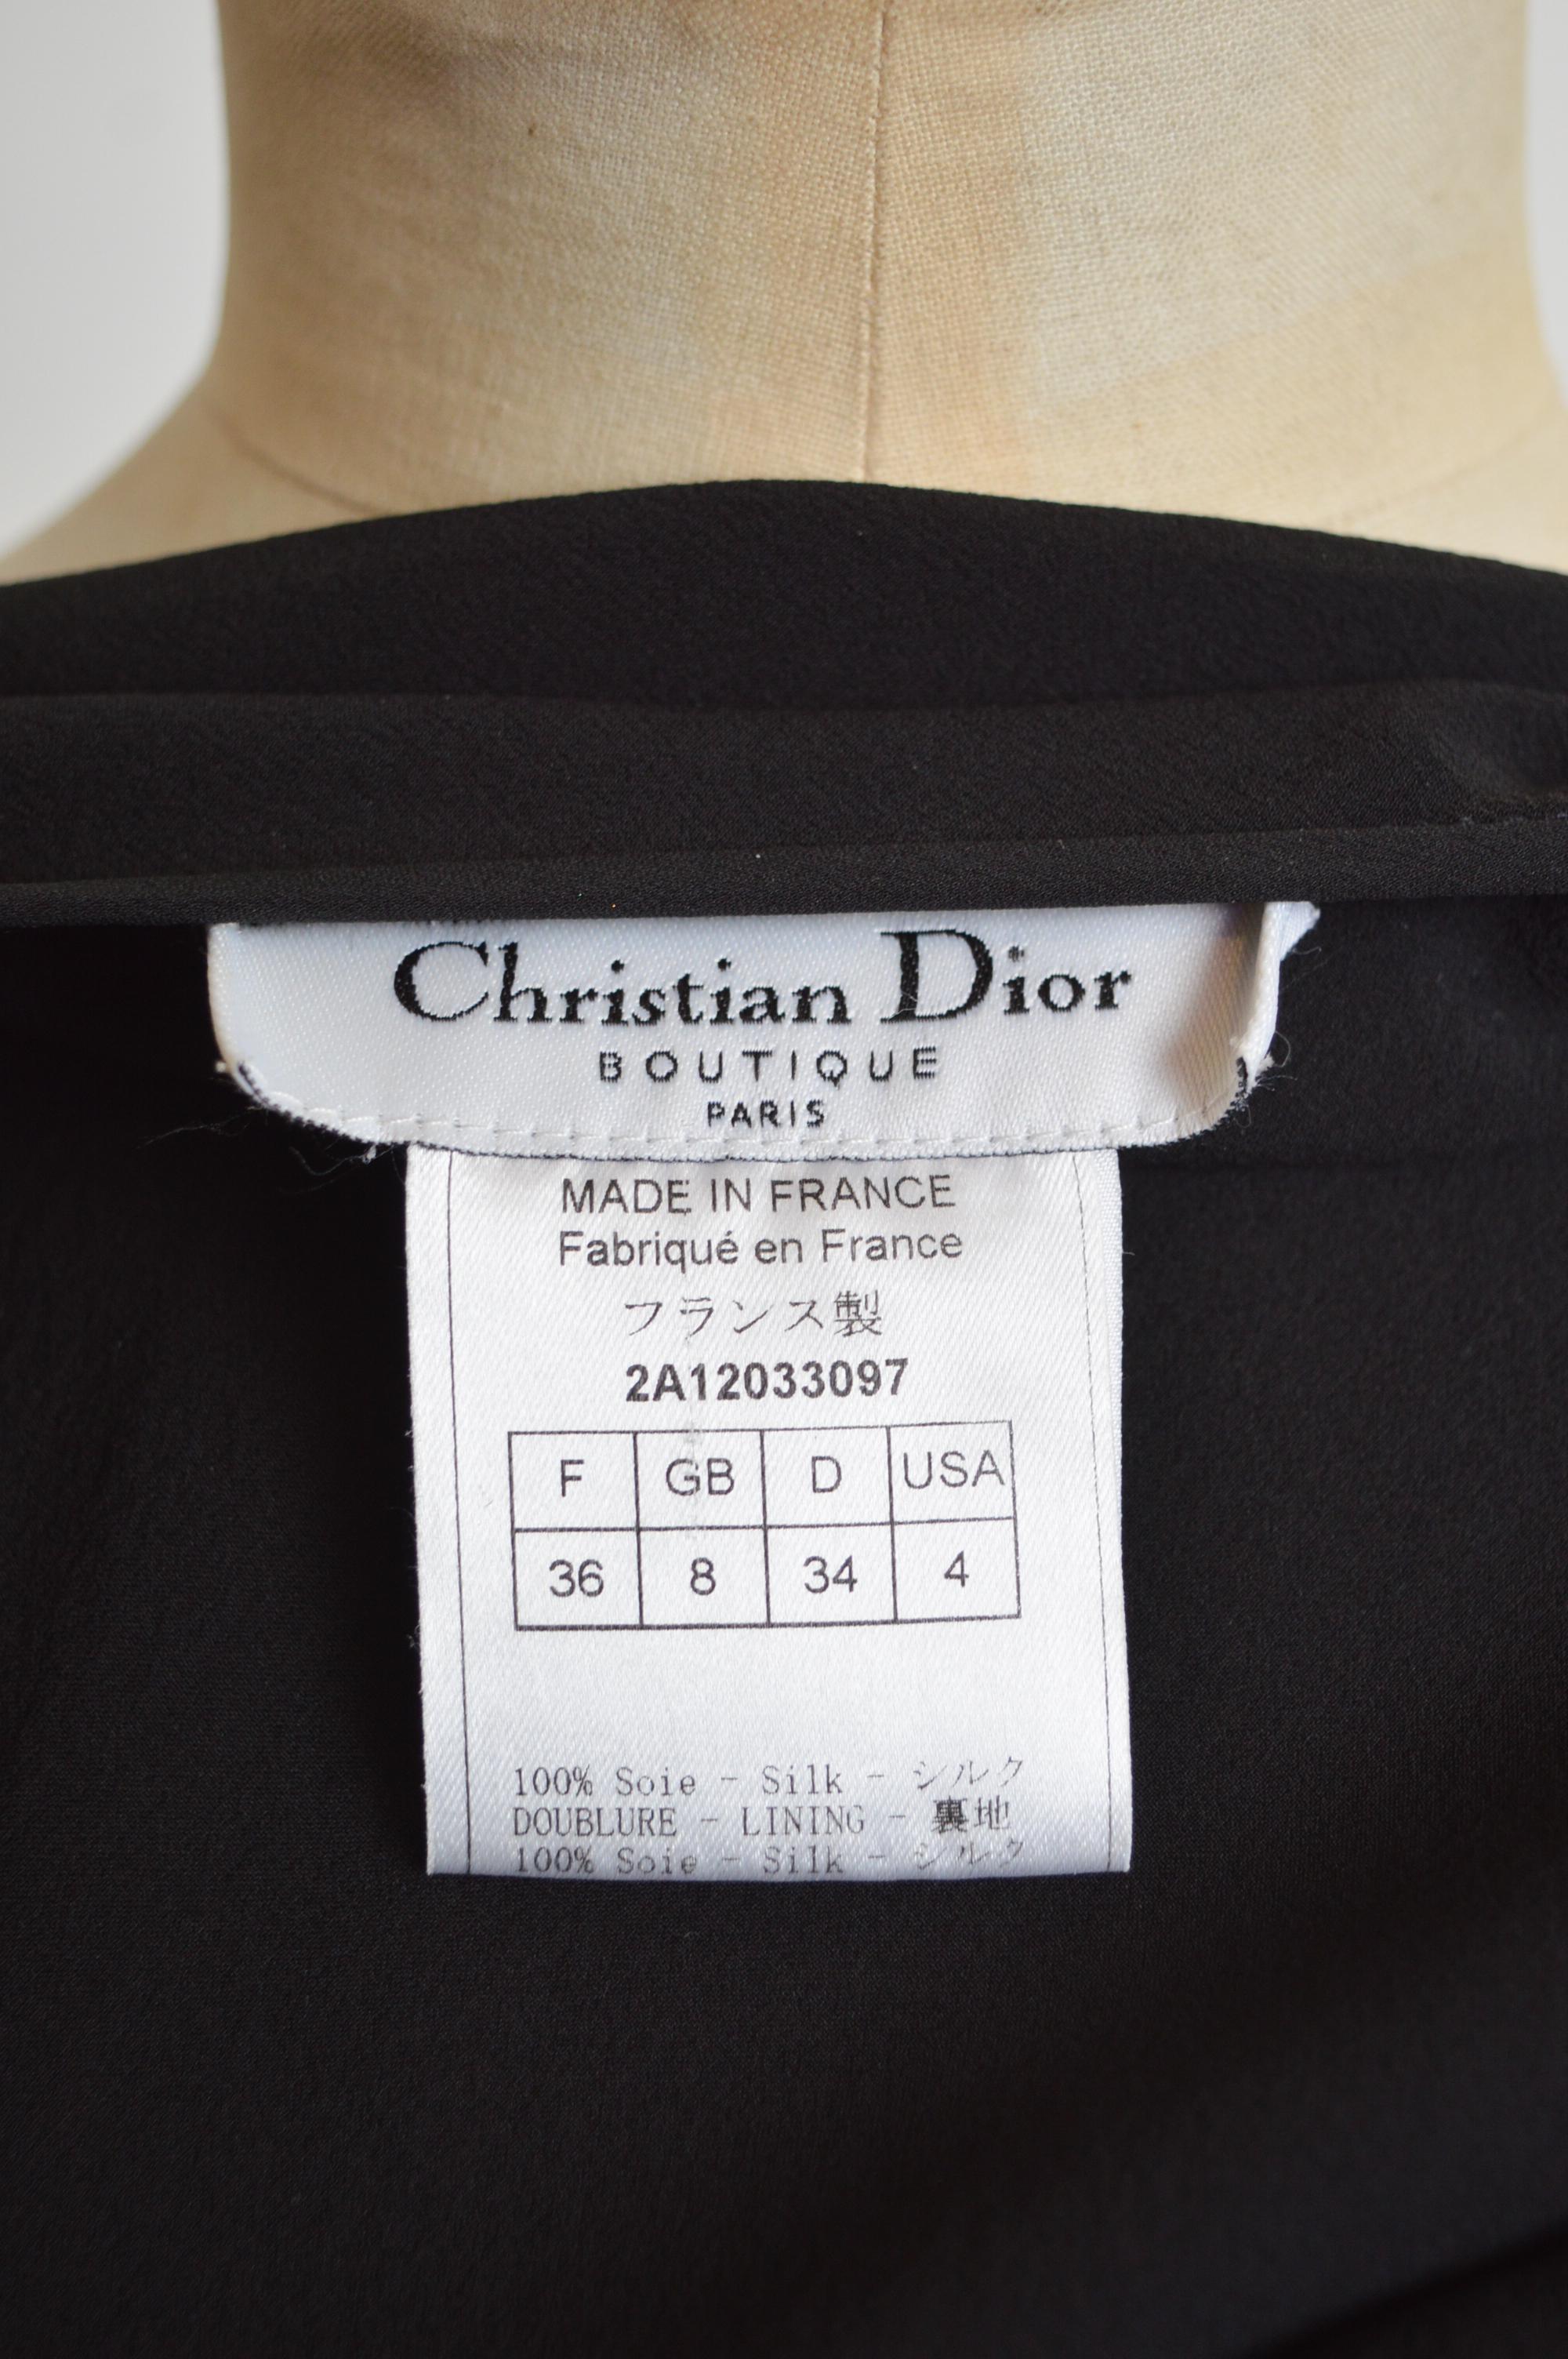 Christian Dior
BOUTIQUE
PARIS
MADE IN FRANCE
Fabriqué en France
フランス製
2A12033097
F GB D USA
36 8 34 4
100% Soie - Silk - シルク
DOUBLURE - LINING - 裏地
100% Soie - Silk - シルク